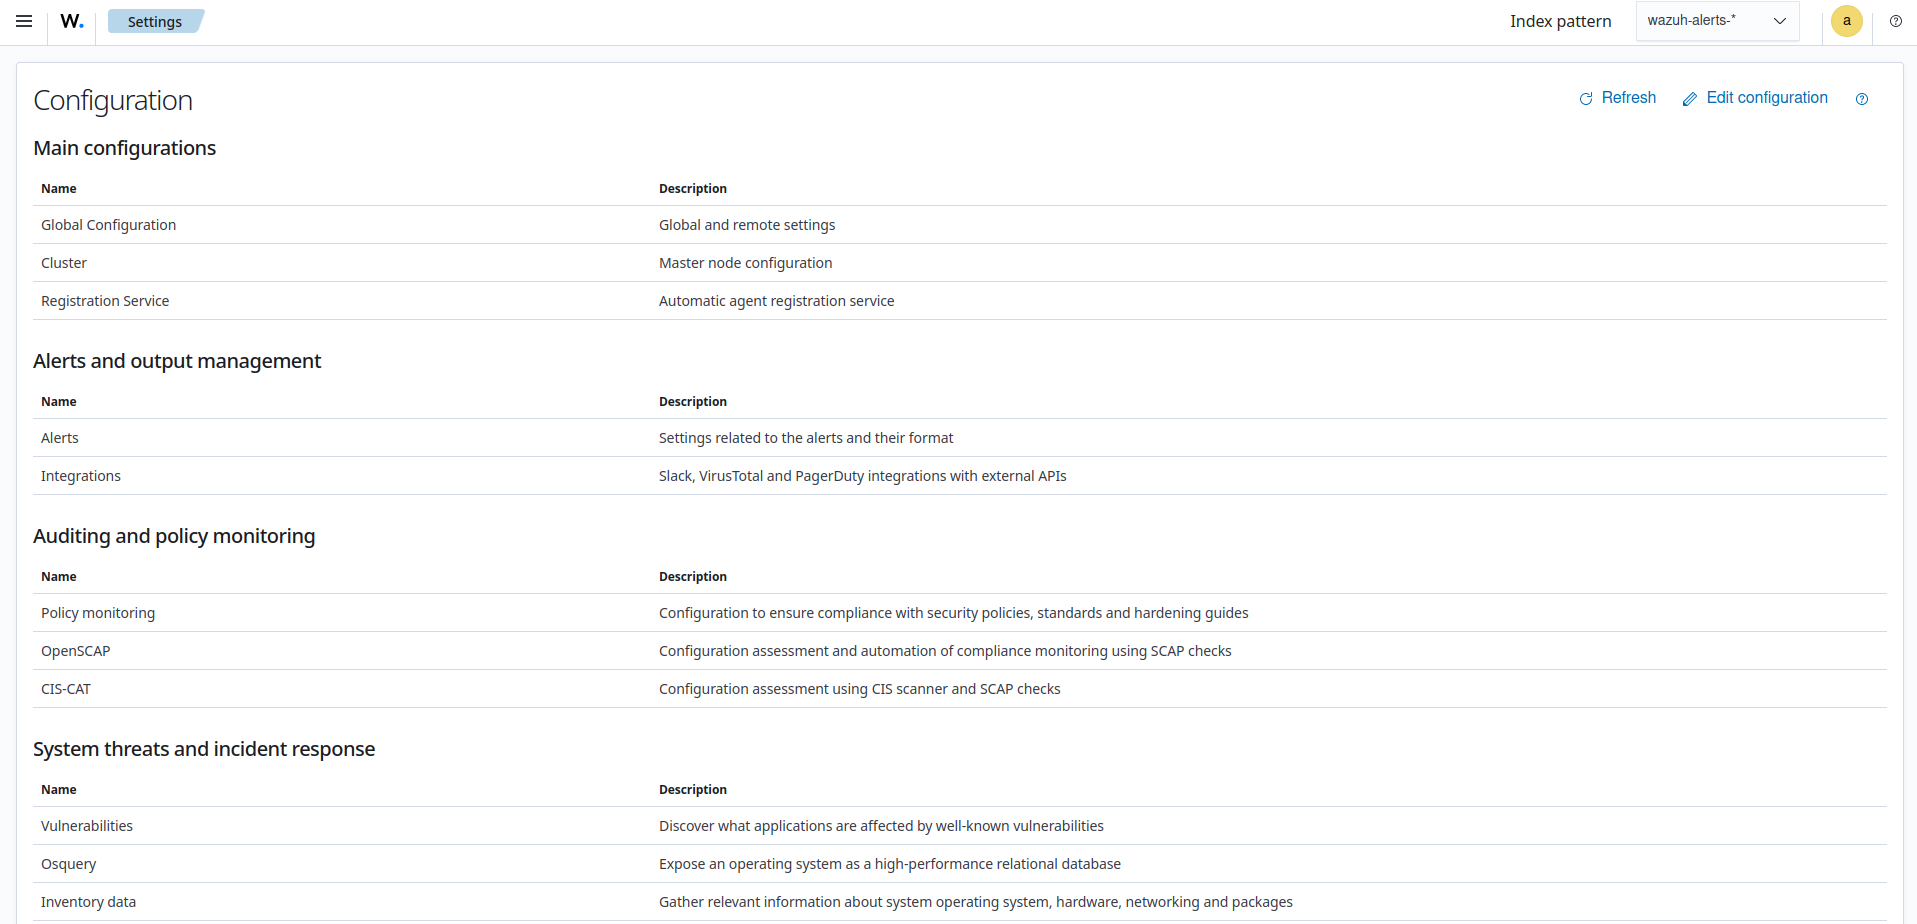 W. Settings Index pattern wazuh-alerts-* a
Configuration Refresh Edit configuration
Main configurations
Name Description
Global Configuration Global and remote settings
Cluster Master node configuration
Registration Service Automatic agent registration service
Alerts and output management
Name Description
Alerts Settings related to the alerts and their format
Integrations Slack, VirusTotal and PagerDuty integrations with external APIs
Auditing and policy monitoring
Name Description
Policy monitoring Configuration to ensure compliance with security policies, standards and hardening guides
OpenSCAP Configuration assessment and automation of compliance monitoring using SCAP checks
CIS-CAT Configuration assessment using CIS scanner and SCAP checks
System threats and incident response
Name Description
Vulnerabilities Discover what applications are affected by well-known vulnerabilities
Osquery Expose an operating system as a high-performance relational database
Inventory data Gather relevant information about system operating system, hardware, networking and packages